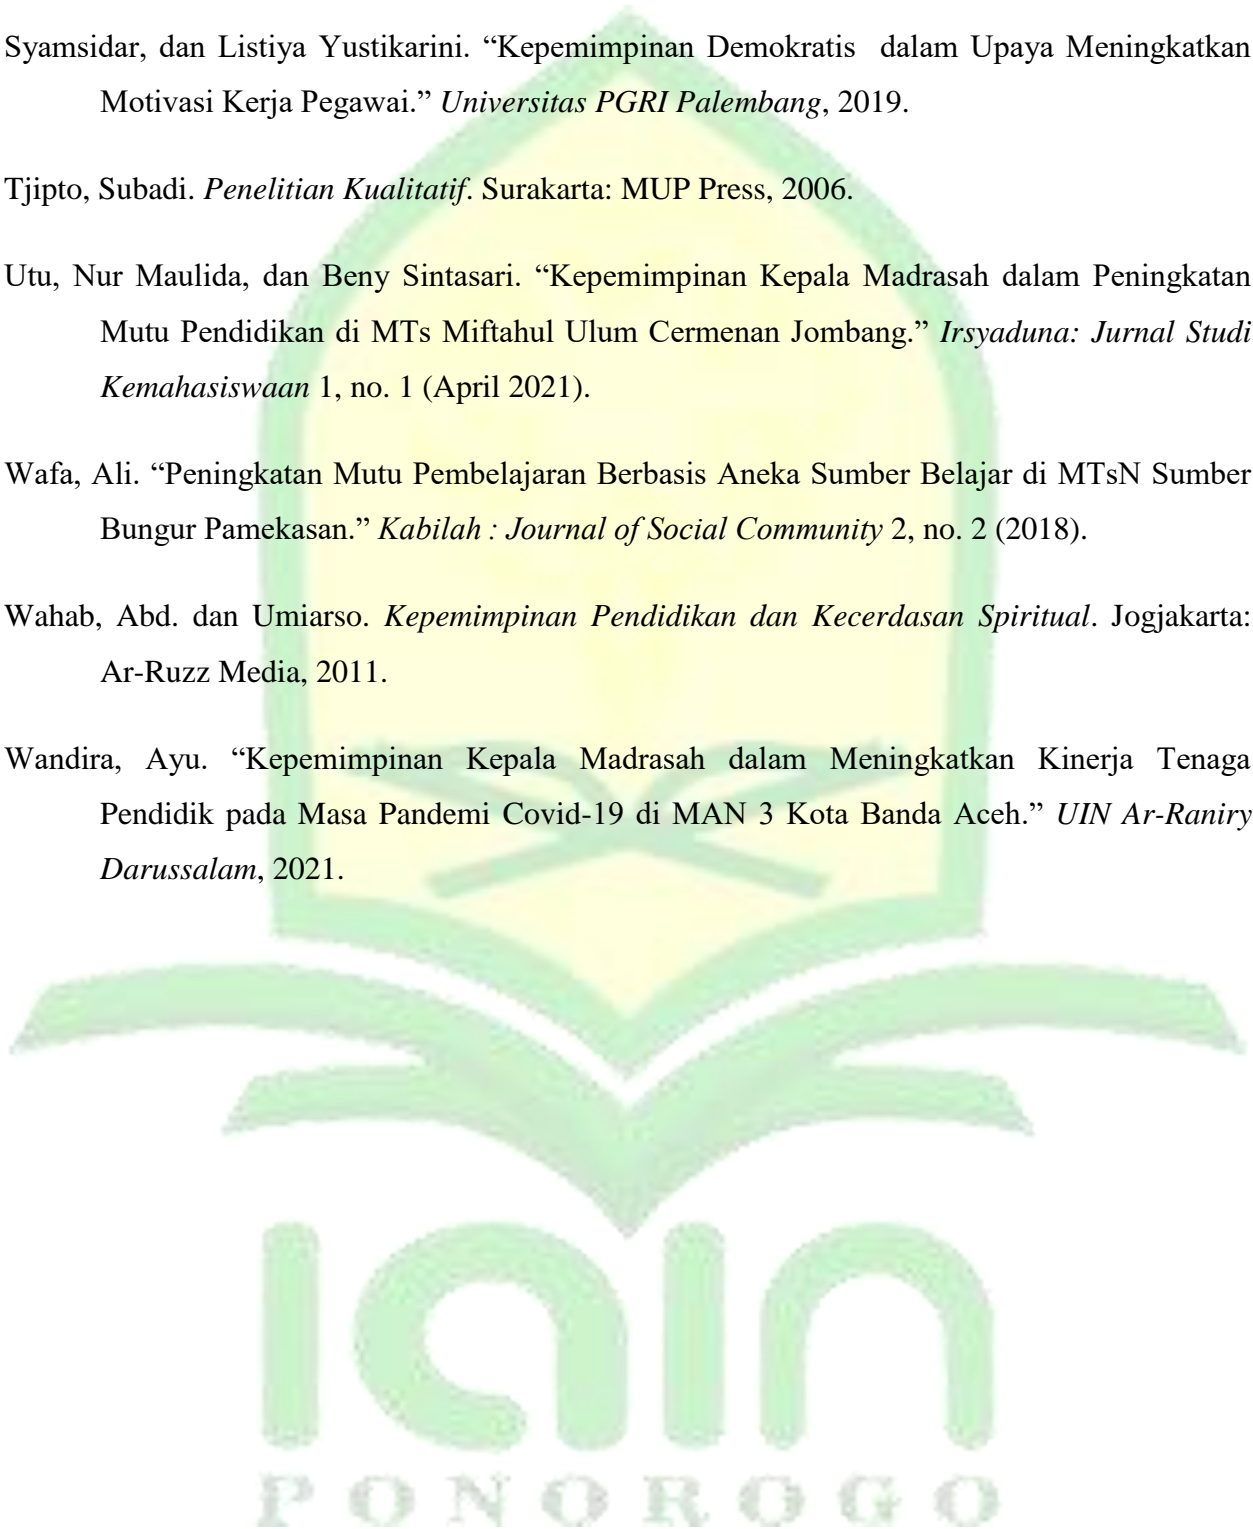 Syamsidar, dan Listiya Yustikarini. “Kepemimpinan Demokratis  dalam Upaya Meningkatkan
Motivasi Kerja Pegawai.” Universitas PGRI Palembang, 2019.
Tjipto, Subadi. Penelitian Kualitatif. Surakarta: MUP Press, 2006.
Utu, Nur Maulida, dan Beny Sintasari. “Kepemimpinan Kepala Madrasah dalam Peningkatan
Mutu Pendidikan di MTs Miftahul Ulum Cermenan Jombang.” Irsyaduna: Jurnal Studi
Kemahasiswaan 1, no. 1 (April 2021).
Wafa, Ali. “Peningkatan Mutu Pembelajaran Berbasis Aneka Sumber Belajar di MTsN Sumber
Bungur Pamekasan.” Kabilah : Journal of Social Community 2, no. 2 (2018).
Wahab, Abd. dan Umiarso. Kepemimpinan Pendidikan dan Kecerdasan Spiritual. Jogjakarta:
Ar-Ruzz Media, 2011.
Wandira, Ayu. “Kepemimpinan Kepala Madrasah dalam Meningkatkan Kinerja Tenaga
Pendidik pada Masa Pandemi Covid-19 di MAN 3 Kota Banda Aceh.” UIN Ar-Raniry
Darussalam, 2021.
IAIN
PONOROGO